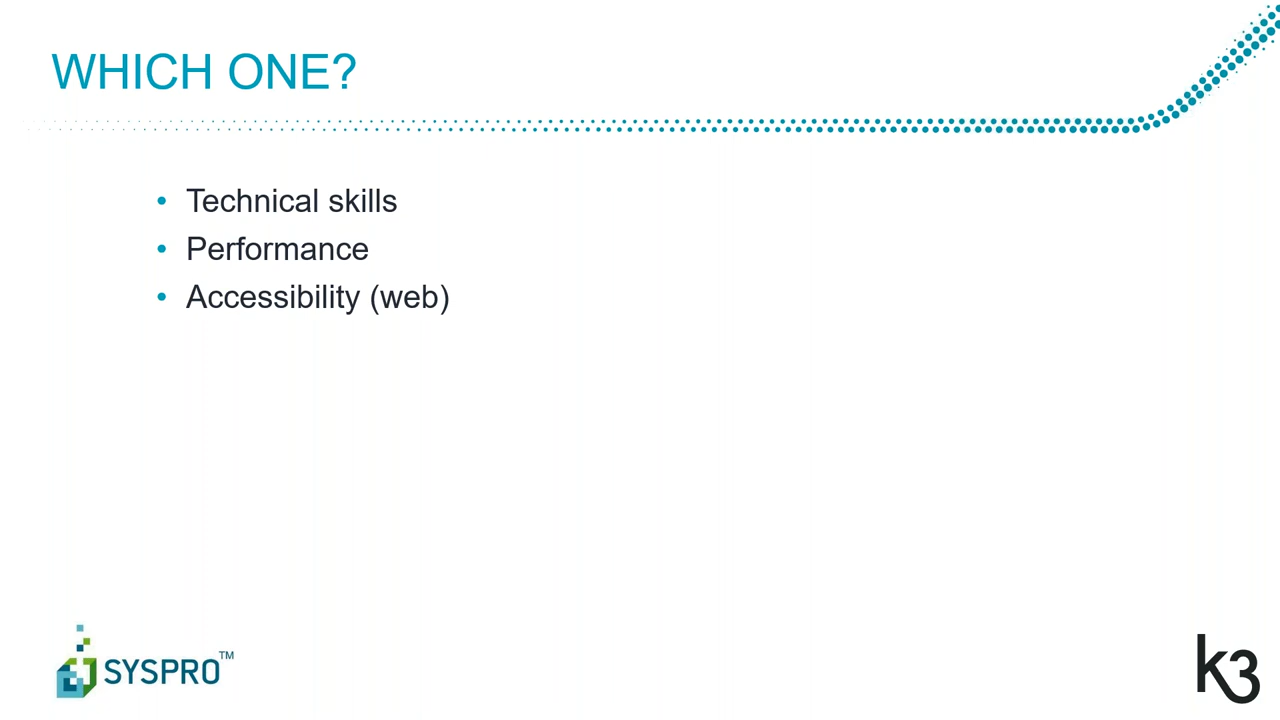 WHICH ONE?
• Technical skills
• Performance
• Accessibility (web)
SYSPRO™
k3